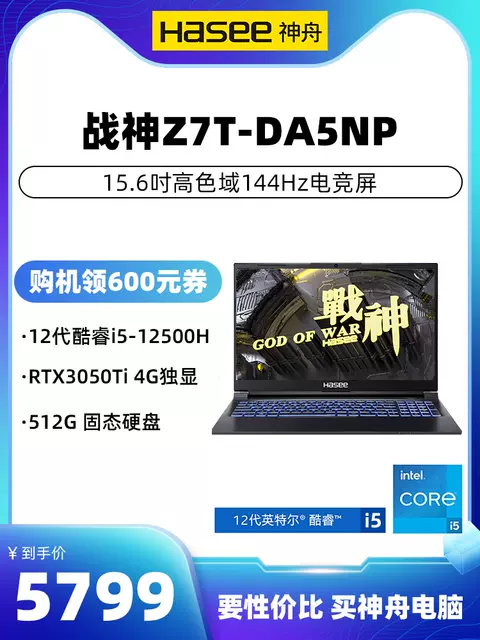 Hasee 神舟
战神Z7T-DA5NP
15.6吋高色域144Hz电竞屏
购机领600元券
·12代酷睿i5-12500H
·RTX3050Ti 4G独显
·512G 固态硬盘
戰神
GOD OF WAR
Hasee
Hasee
12代英特尔® 酷睿™ i5
intel
CORE
i5
¥ 到手价
5799
要性价比 买神舟电脑